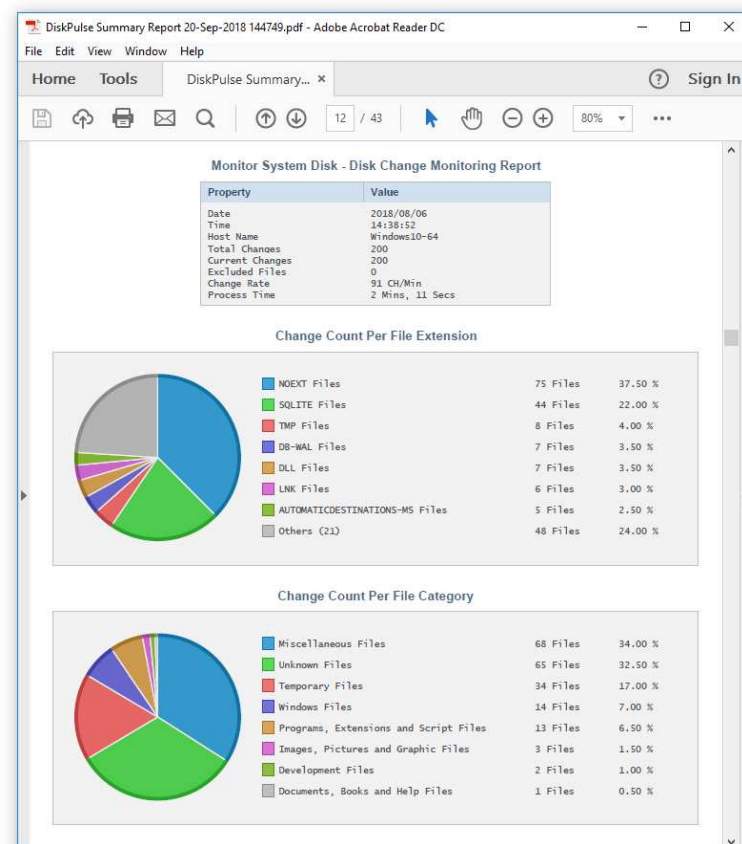 DiskPulse Summary Report 20-Sep-2018 144749.pdf - Adobe Acrobat Reader DC
File Edit View Window Help
Home Tools DiskPulse Summary... × Sign In
12 / 43 80%
Monitor System Disk - Disk Change Monitoring Report
Property Value
Date 2018/08/06
Time 14:38:52
Host Name Windows10-64
Total Changes 200
Current Changes 200
Excluded Files 0
Change Rate 91 CH/Min
Process Time 2 Mins, 11 Secs
Change Count Per File Extension
NOEXT Files 75 Files 37.50 %
SQLITE Files 44 Files 22.00 %
TMP Files 8 Files 4.00 %
DB-WAL Files 7 Files 3.50 %
DLL Files 7 Files 3.50 %
LNK Files 6 Files 3.00 %
AUTOMATICDESTINATIONS-MS Files 5 Files 2.50 %
Others (21) 48 Files 24.00 %
Change Count Per File Category
Miscellaneous Files 68 Files 34.00 %
Unknown Files 65 Files 32.50 %
Temporary Files 34 Files 17.00 %
Windows Files 14 Files 7.00 %
Programs, Extensions and Script Files 13 Files 6.50 %
Images, Pictures and Graphic Files 3 Files 1.50 %
Development Files 2 Files 1.00 %
Documents, Books and Help Files 1 Files 0.50 %